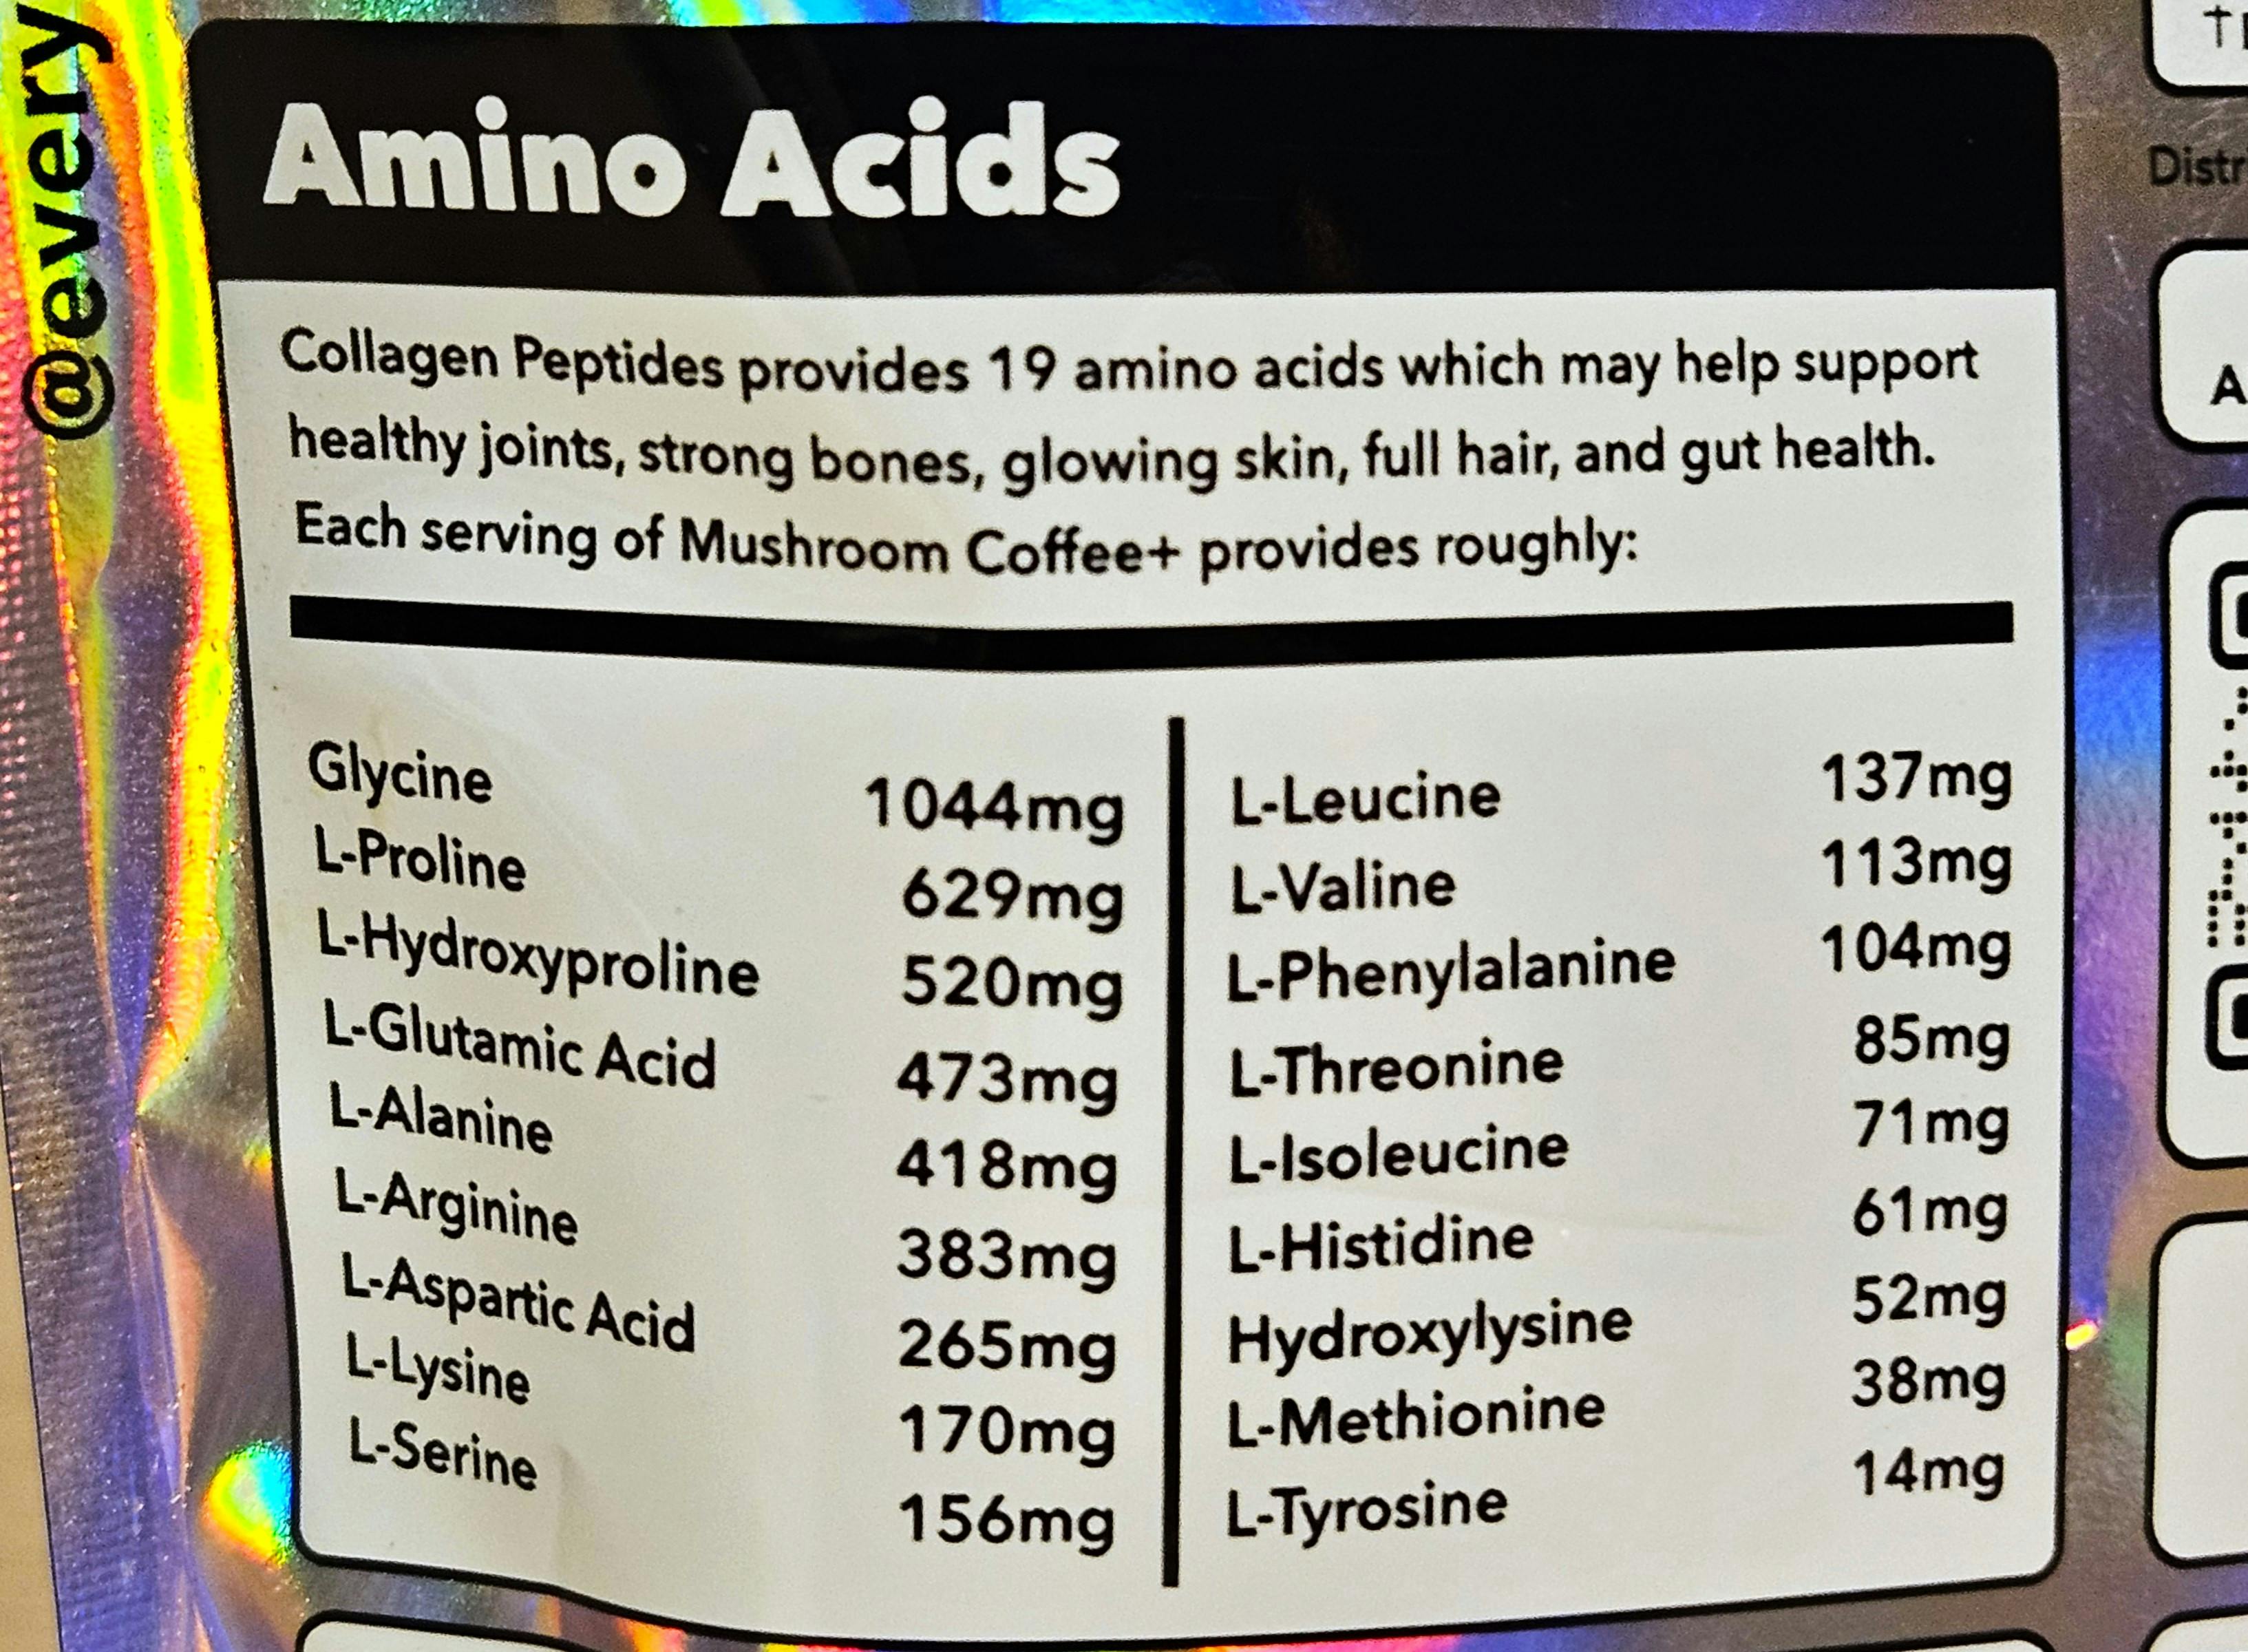 @every
Amino Acids
Collagen Peptides provides 19 amino acids which may help support
healthy joints, strong bones, glowing skin, full hair, and gut health.
Each serving of Mushroom Coffee+ provides roughly:
Glycine 1044mg
L-Proline 629mg
L-Hydroxyproline 520mg
L-Glutamic Acid 473mg
L-Alanine 418mg
L-Arginine 383mg
L-Aspartic Acid 265mg
L-Lysine 170mg
L-Serine 156mg
L-Leucine 137mg
L-Valine 113mg
L-Phenylalanine 104mg
L-Threonine 85mg
L-Isoleucine 71mg
L-Histidine 61mg
Hydroxylysine 52mg
L-Methionine 38mg
L-Tyrosine 14mg